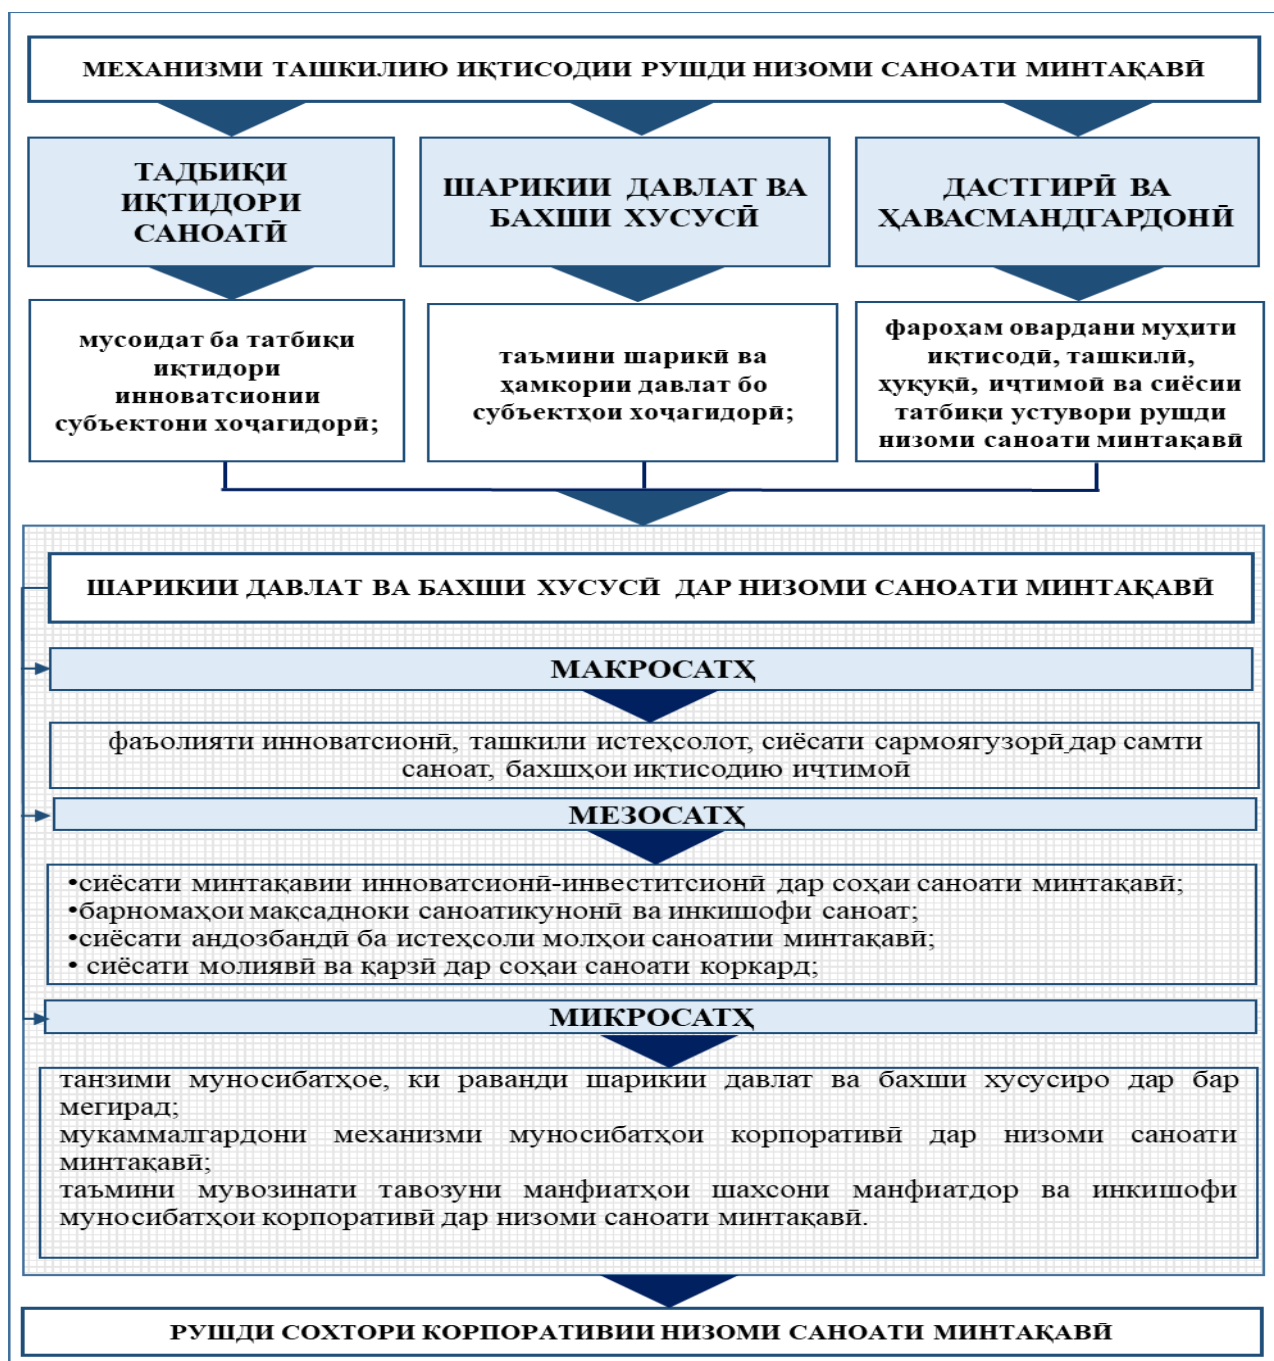 МЕХАНИЗМИ ТАШКИЛИЮ ИҚТИСОДИИ РУШДИ НИЗОМИ САНОАТИ МИНТАҚАВӢ
ТАДБИҚИ
ИҚТИДОРИ
САНОАТӢ
ШАРИКИИ ДАВЛАТ ВА
БАХШИ ХУСУСӢ
ДАСТГИРӢ ВА
ҲАВАСМАНДГАРДОНӢ
мусоидат ба татбиқи
иқтидори
инноватсионии
субъектони хоҷагидорӣ;
таъмини шарикӣ ва
ҳамкории давлат бо
субъектҳои хоҷагидорӣ;
фароҳам овардани муҳити
иқтисодӣ, ташкилӣ,
ҳуқуқӣ, иҷтимоӣ ва сиёсии
татбиқи устувори рушди
низоми саноати минтақавӣ
ШАРИКИИ ДАВЛАТ ВА БАХШИ ХУСУСӢ ДАР НИЗОМИ САНОАТИ МИНТАҚАВӢ
МАКРОСАТҲ
фаъолияти инноватсионӣ, ташкили истеҳсолот, сиёсати сармоягузорӣ дар самти
саноат, бахшҳои иқтисодию иҷтимоӣ
МЕЗОСАТҲ
•сиёсати минтақавии инноватсионӣ-инвеститсионӣ дар соҳаи саноати минтақавӣ;
•барномаҳои мақсадноки саноатикунонӣ ва инкишофи саноат;
•сиёсати андозбандӣ ба истеҳсоли молҳои саноатии минтақавӣ;
• сиёсати молиявӣ ва қарзӣ дар соҳаи саноати коркард;
МИКРОСАТҲ
танзими муносибатҳое, ки раванди шарикии давлат ва бахши хусусиро дар бар
мегирад;
мукаммалгардони механизми муносибатҳои корпоративӣ дар низоми саноати
минтақавӣ;
таъмини мувозинати тавозуни манфиатҳои шахсони манфиатдор ва инкишофи
муносибатҳои корпоративӣ дар низоми саноати минтақавӣ.
РУШДИ СОХТОРИ КОРПОРАТИВИИ НИЗОМИ САНОАТИ МИНТАҚАВӢ